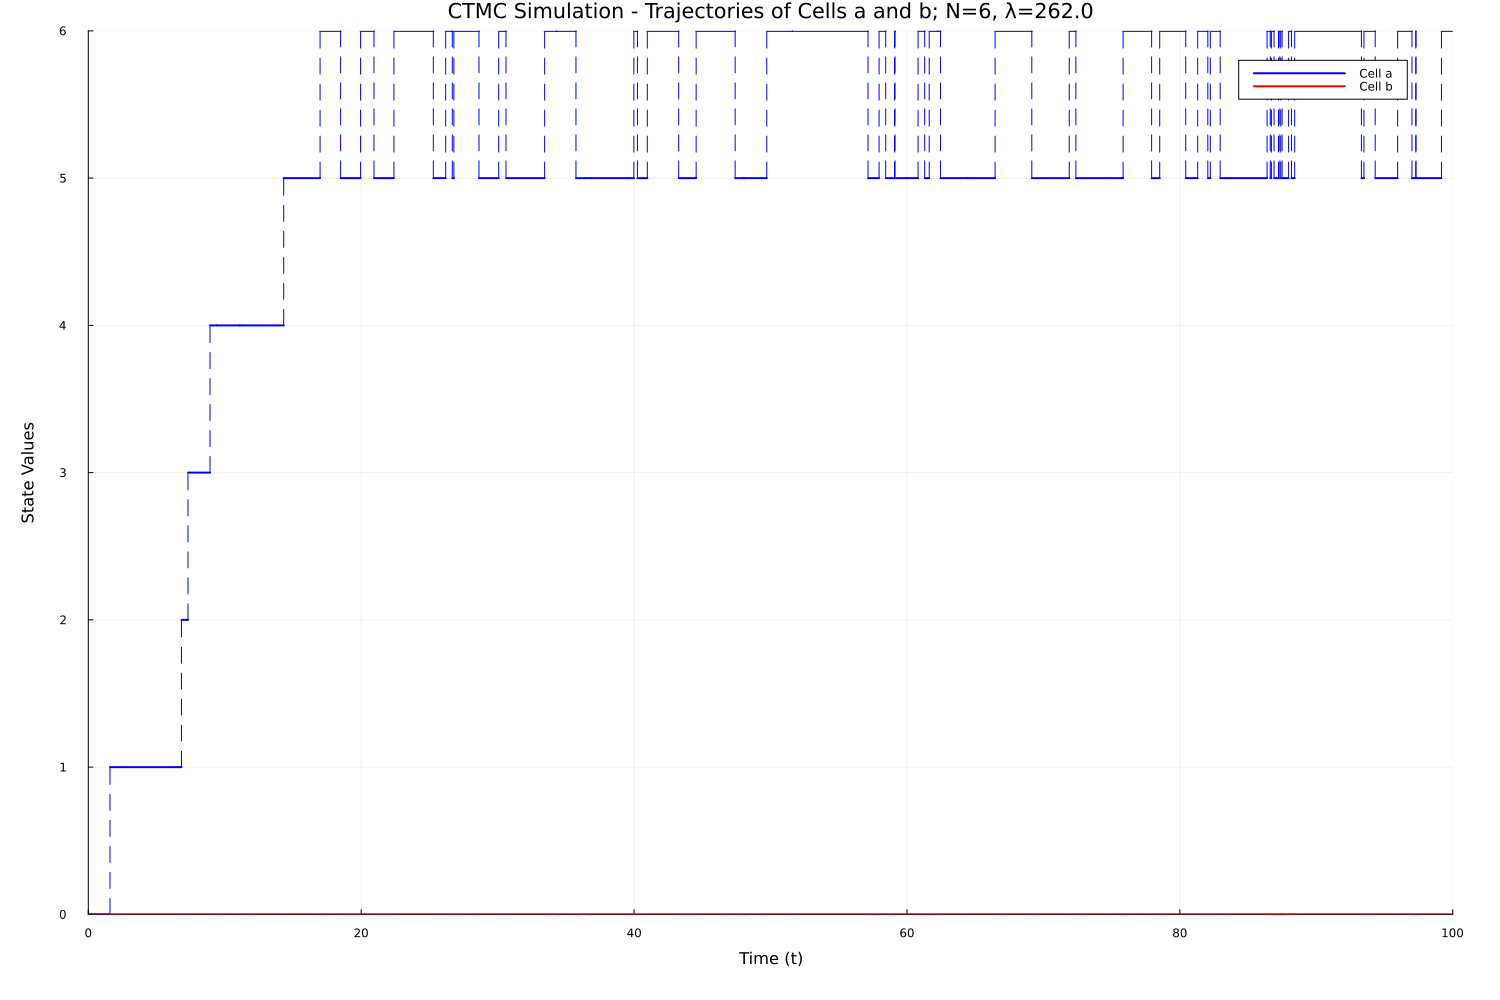 CTMC Simulation - Trajectories of Cells a and b; N=6, λ=262.0
6
Cell a
Cell b
5
4
State Values
3
2
1
0
0 20 40 60 80 100
Time (t)